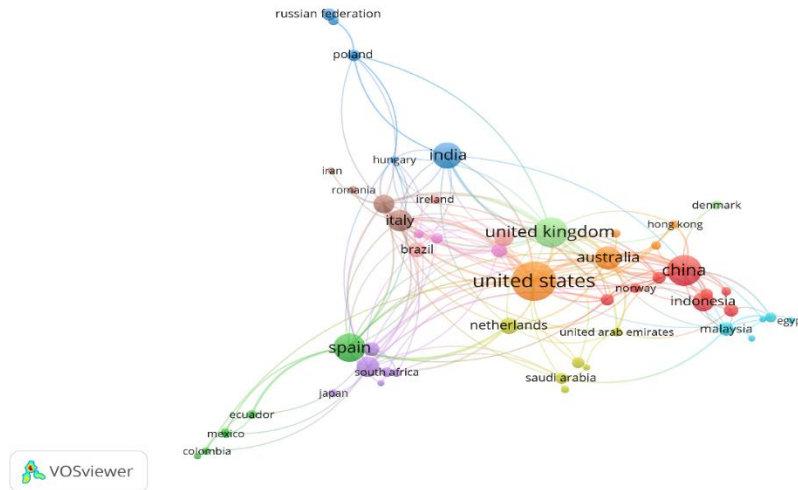 russian federation
poland
hungary
india
iran
romania
ireland
italy
brazil
denmark
united kingdom
hong kong
australia
china
united states
norway
indonesia
netherlands
united arab emirates
malaysia
egyp
spain
south africa
saudi arabia
japan
ecuador
mexico
colombia
VOSviewer